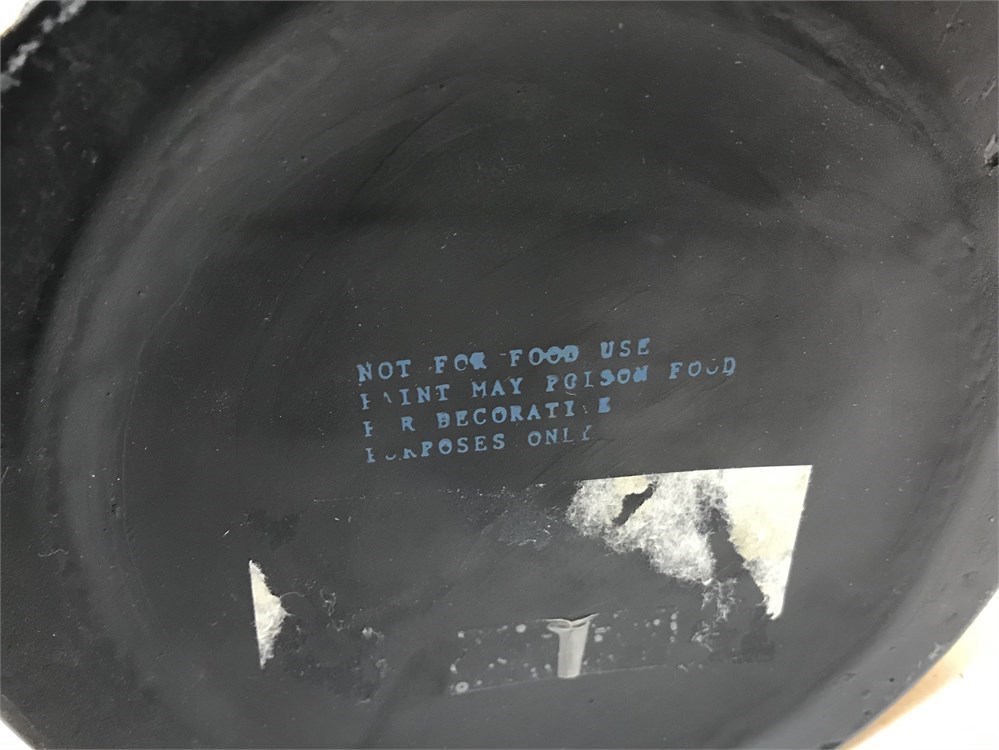 NOT FOR FOOD USE
PAINT MAY POISON FOOD
FOR DECORATIVE
PURPOSES ONLY